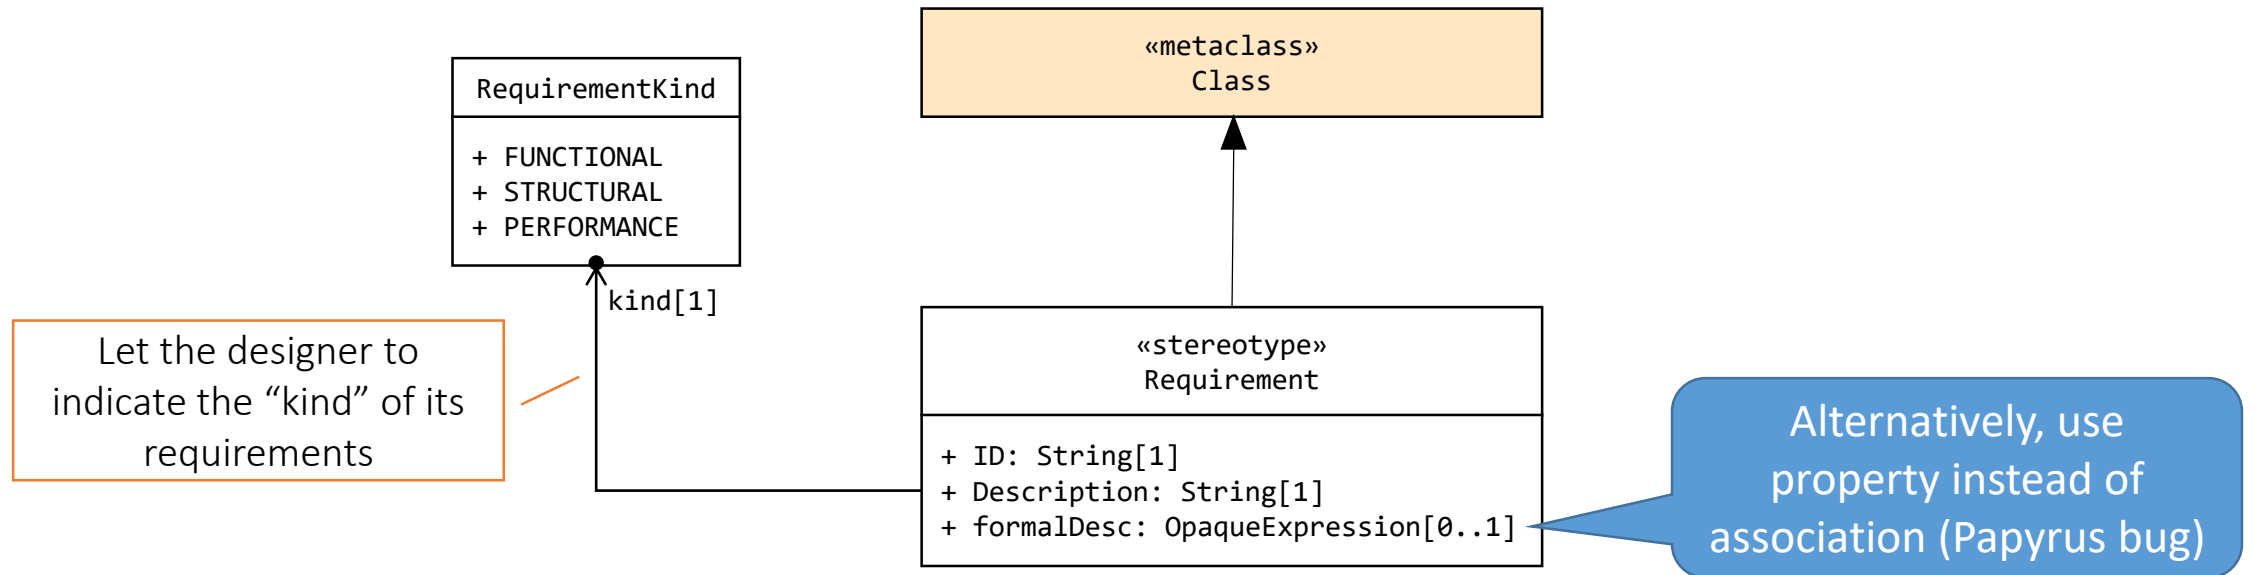 «metaclass»
Class
RequirementKind
+ FUNCTIONAL
+ STRUCTURAL
+ PERFORMANCE
kind[1]
Let the designer to
indicate the “kind” of its
requirements
«stereotype»
Requirement
+ ID: String[1]
+ Description: String[1]
+ formalDesc: OpaqueExpression[0..1]
Alternatively, use
property instead of
association (Papyrus bug)